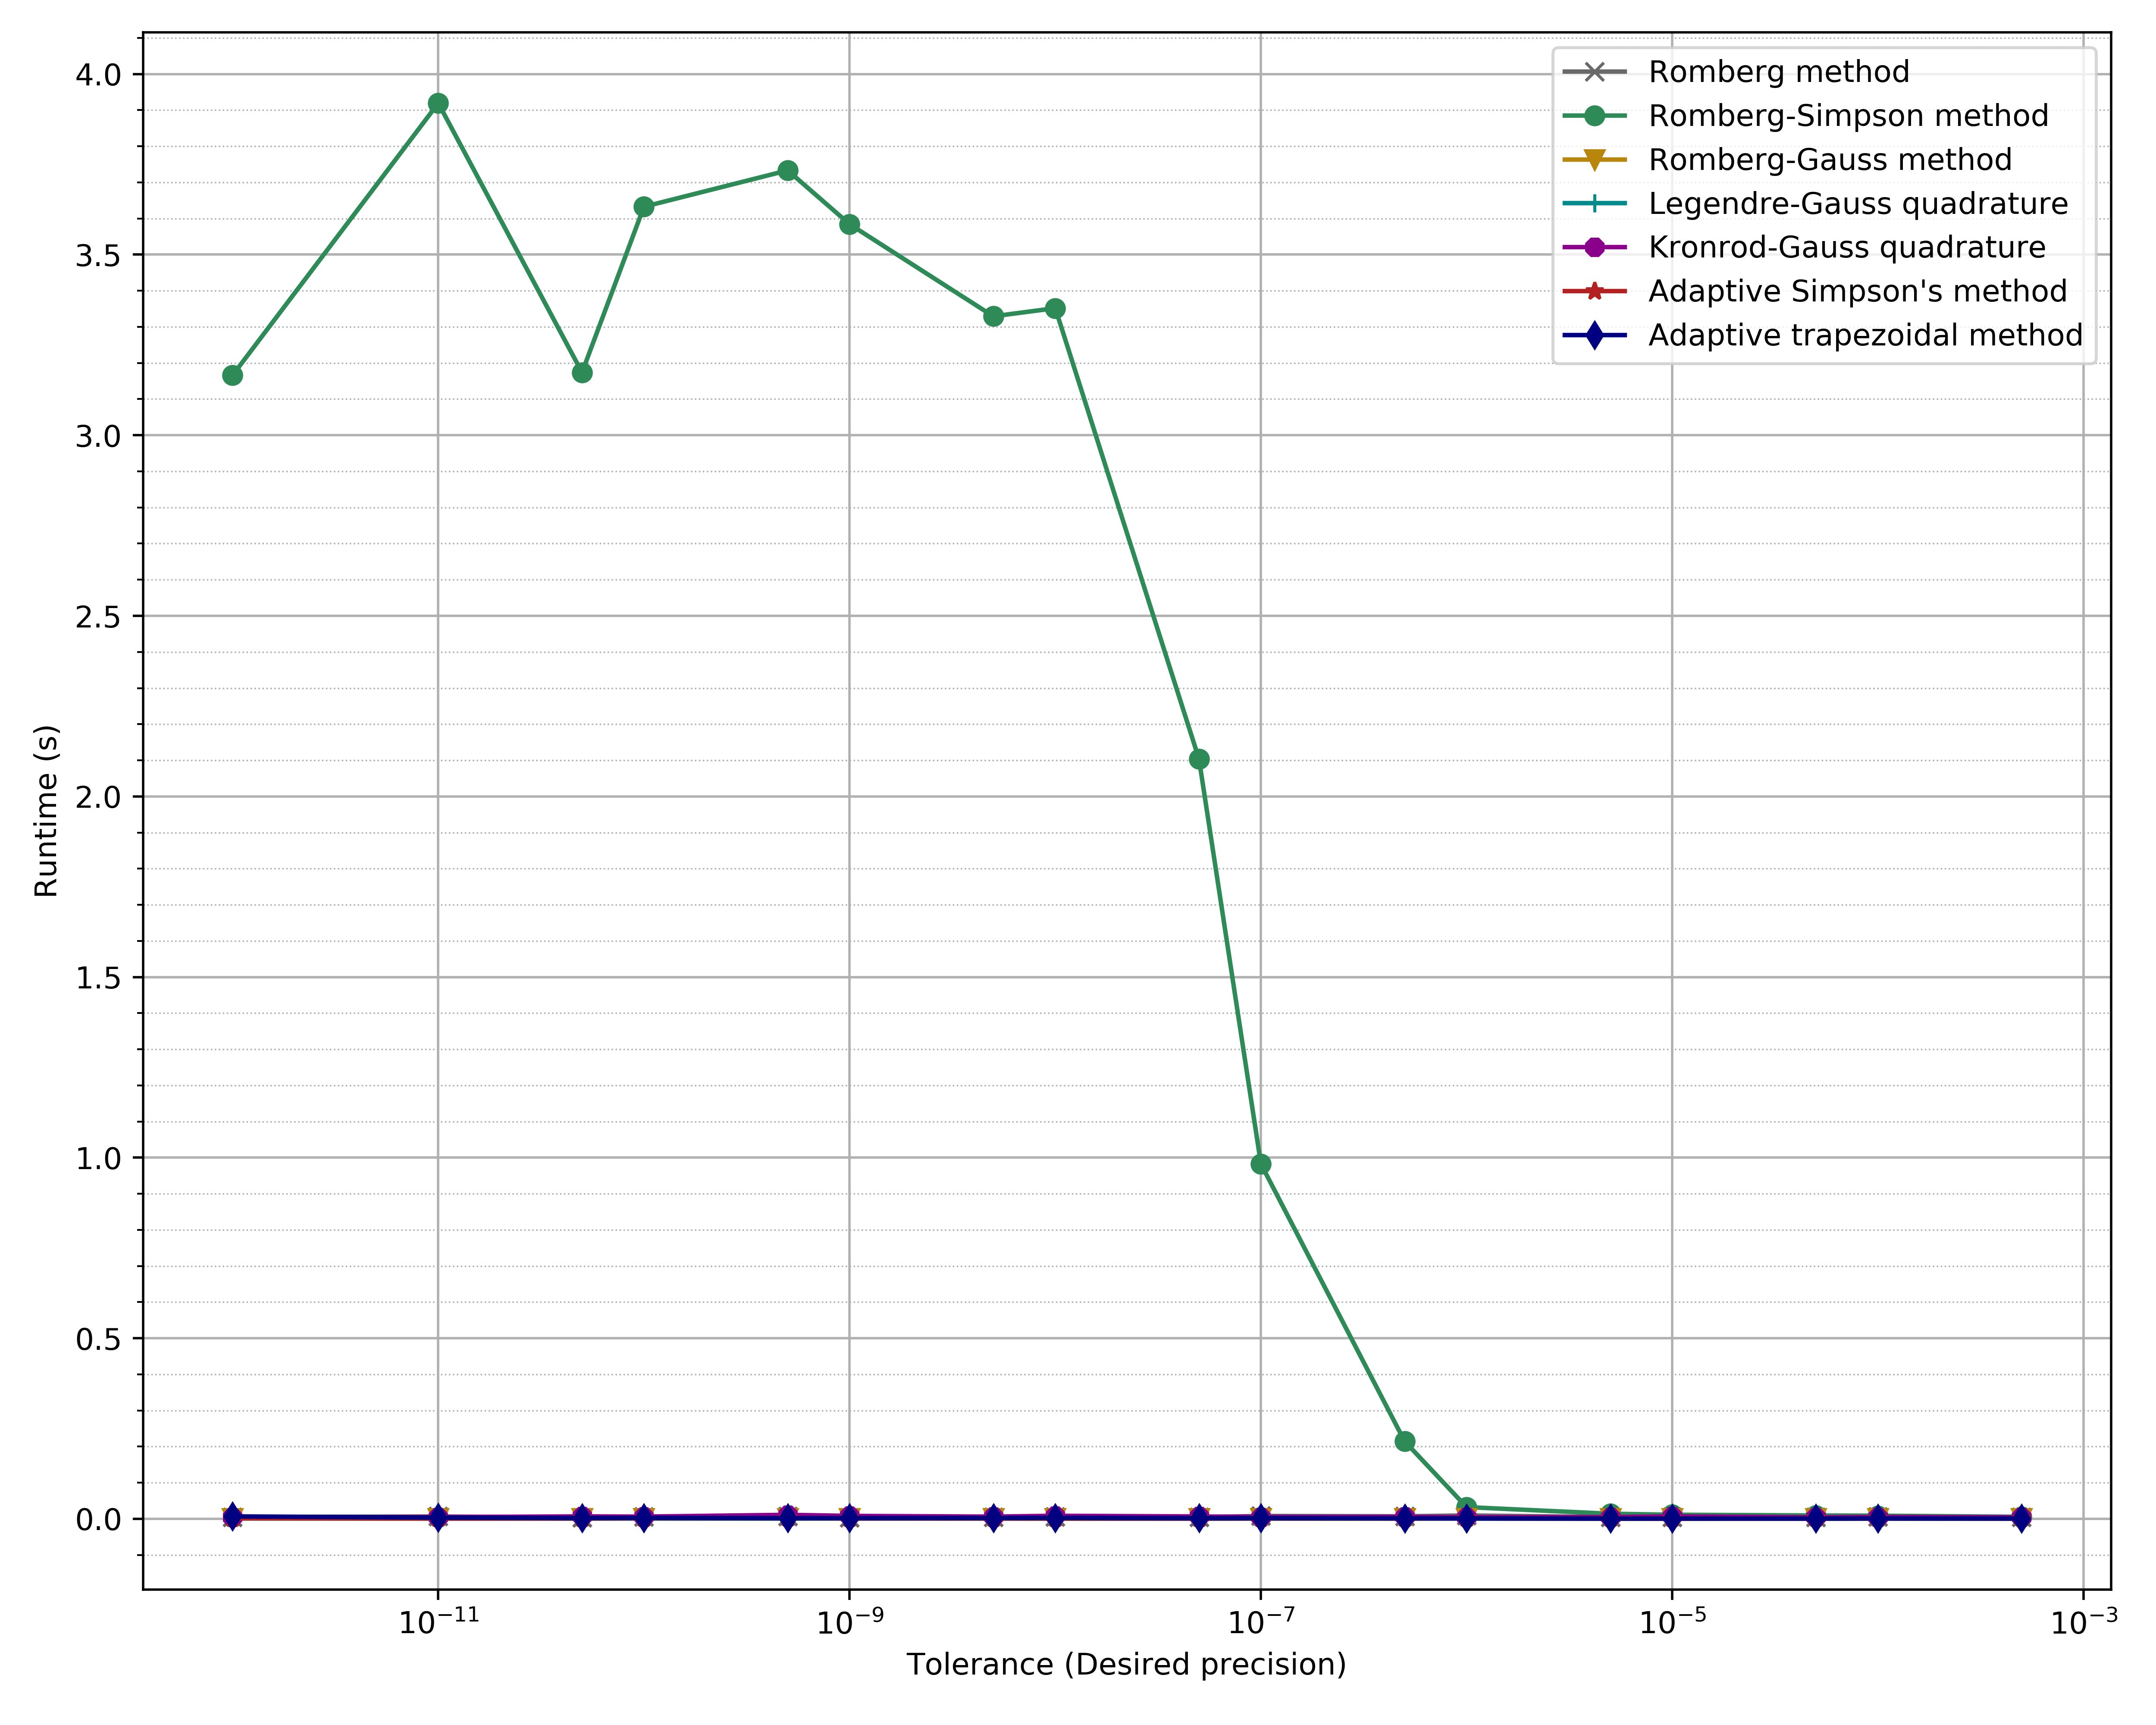 4.0
3.5
3.0
2.5
2.0
1.5
1.0
0.5
0.0
Runtime (s)
Romberg method
Romberg-Simpson method
Romberg-Gauss method
Legendre-Gauss quadrature
Kronrod-Gauss quadrature
Adaptive Simpson's method
Adaptive trapezoidal method
10⁻¹¹ 10⁻⁹ 10⁻⁷ 10⁻⁵ 10⁻³
Tolerance (Desired precision)